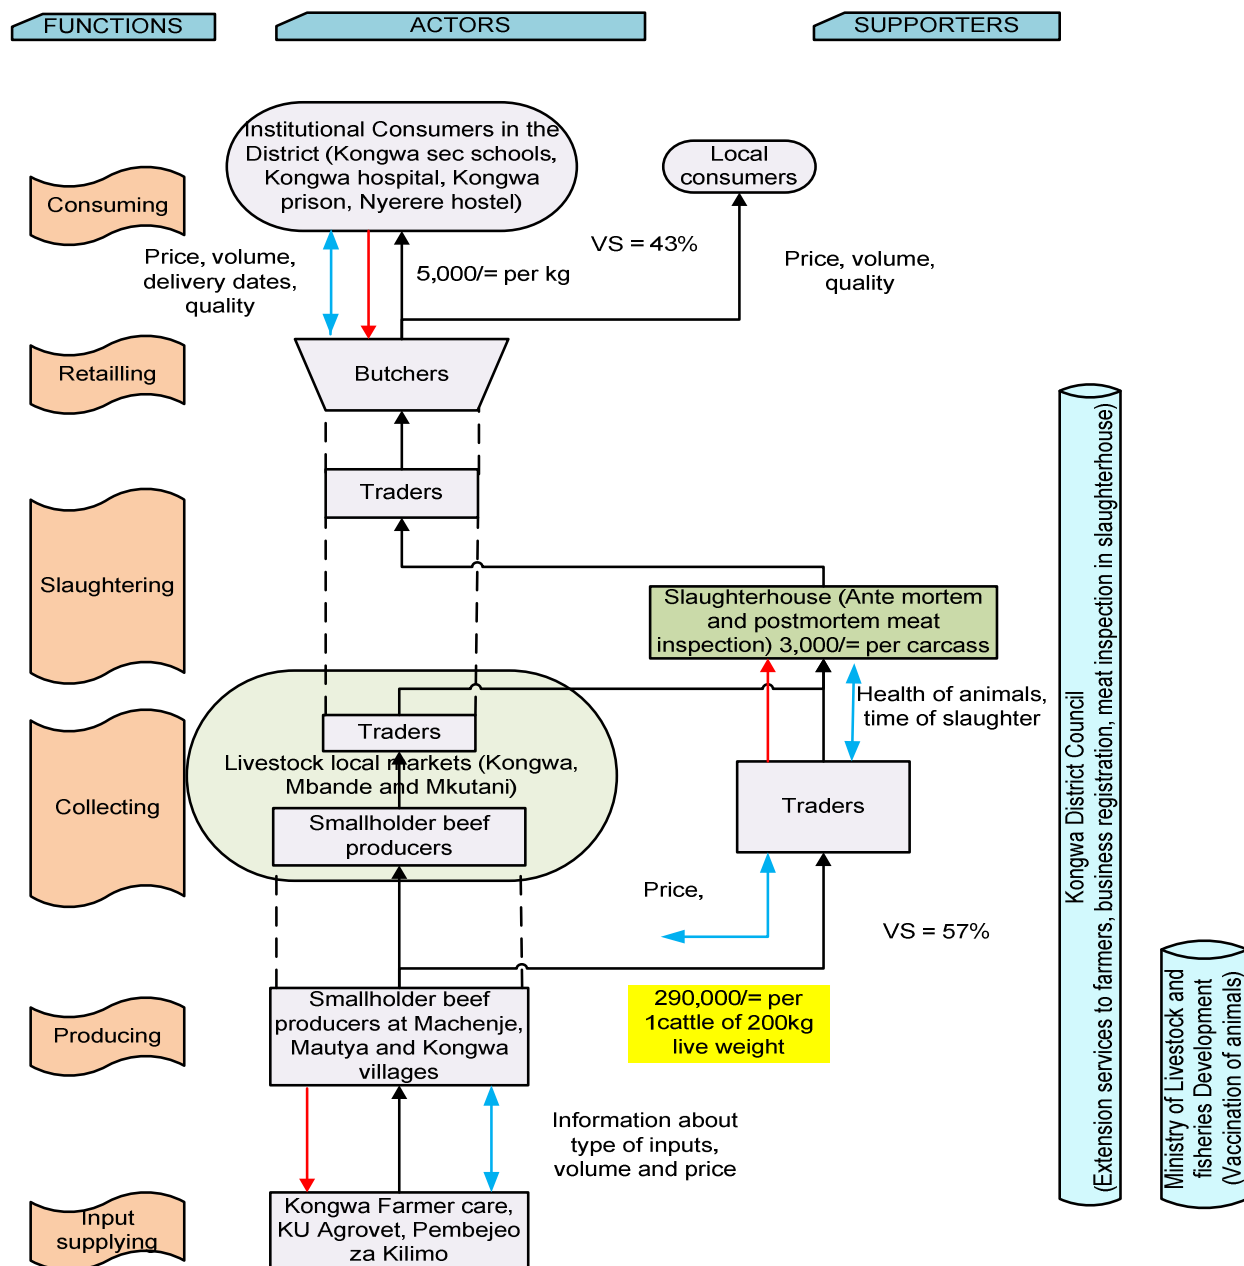 FUNCTIONS
ACTORS
SUPPORTERS
Institutional Consumers in the
District (Kongwa sec schools,
Kongwa hospital, Kongwa
prison, Nyerere hostel)
Local
consumers
Consuming
Price, volume,
delivery dates,
quality
5,000/= per kg
VS = 43%
Price, volume,
quality
Retailling
Butchers
Traders
Slaughtering
Slaughterhouse (Ante mortem
and postmortem meat
inspection) 3,000/= per carcass
Health of animals,
time of slaughter
Traders
Livestock local markets (Kongwa,
Mbande and Mkutani)
Collecting
Smallholder beef
producers
Traders
Price,
VS = 57%
Producing
Smallholder beef
producers at Machenje,
Mautya and Kongwa
villages
290,000/= per
1cattle of 200kg
live weight
Information about
type of inputs,
volume and price
Input
supplying
Kongwa Farmer care,
KU Agrovet, Pembejeo
za Kilimo
Kongwa District Council
(Extension services to farmers, business registration, meat inspection in slaughterhouse)
Ministry of Livestock and
fisheries Development
(Vaccination of animals)